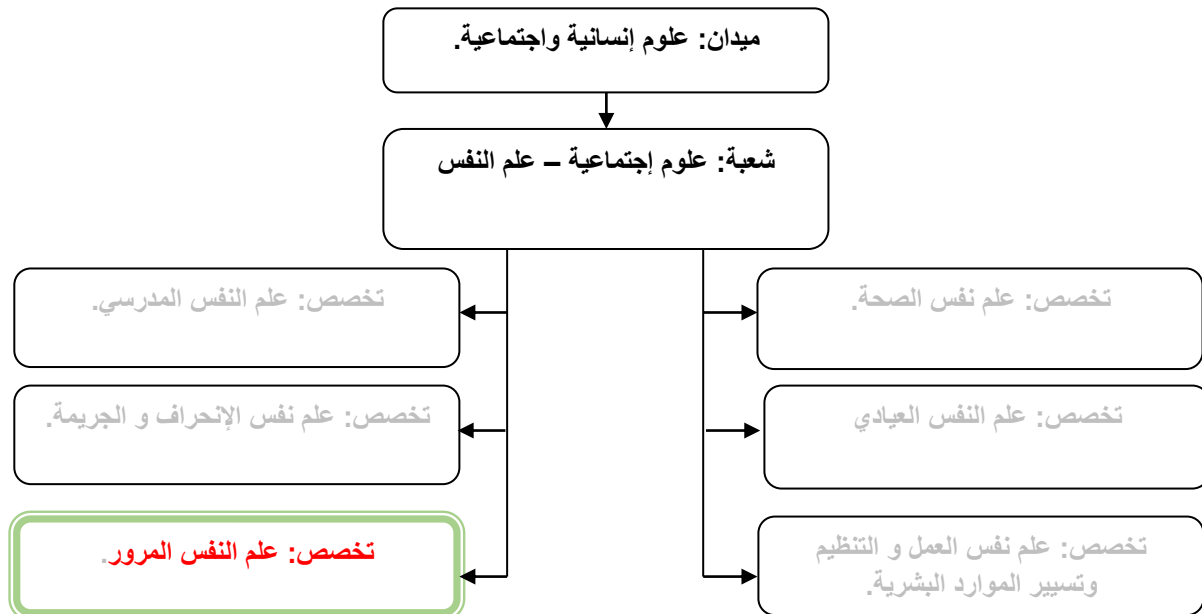 ميدان: علوم إنسانية واجتماعية.
شعبة: علوم إجتماعية – علم النفس
تخصص: علم نفس الصحة.
تخصص: علم النفس المدرسي.
تخصص: علم النفس العيادي
تخصص: علم نفس الإنحراف و الجريمة.
تخصص: علم نفس العمل و التنظيم
وتسيير الموارد البشرية.
تخصص: علم النفس المرور.